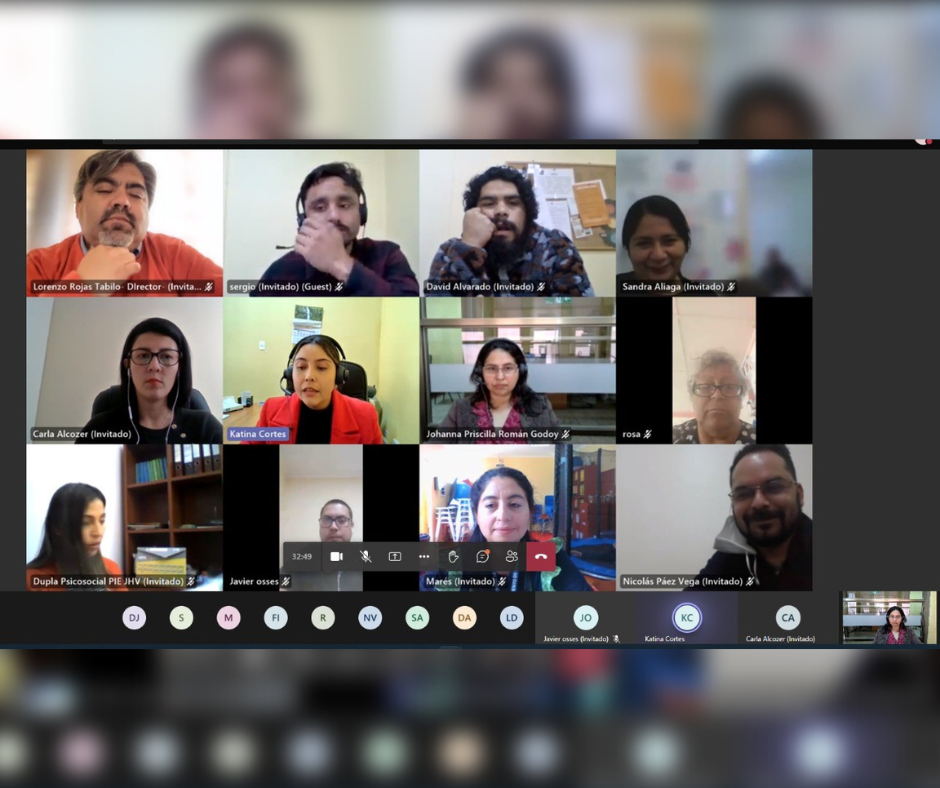 Lorenzo Rojas Tabilo- DIrector- (Invita...
sergio (Invitado) (Guest)
David Alvarado (Invitado)
Sandra Aliaga (Invitado)
Carla Alcozer (Invitado)
Katina Cortes
Johanna Priscilla Román Godoy
rosa
Dupla Psicosocial PIE JHV (Invitado)
Javier osses
Marés (Invitado)
Nicolás Páez Vega (Invitado)
32:49
DJ
S
M
FI
R
NV
SA
DA
LD
JO
KC
CA
Javier osses (Invitado)
Katina Cortes
Carla Alcozer (Invitado)